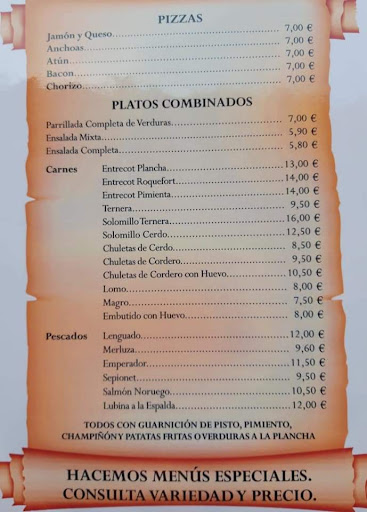 PIZZAS
Jamón y Queso 7,00 €
Anchoas 7,00 €
Atún 7,00 €
Bacon 7,00 €
Chorizo 7,00 €
PLATOS COMBINADOS
Parrillada Completa de Verduras 7,00 €
Ensalada Mixta 5,90 €
Ensalada Completa 5,80 €
Carnes Entrecot Plancha 13,00 €
Entrecot Roquefort 14,00 €
Entrecot Pimienta 14,00 €
Ternera 9,50 €
Solomillo Ternera 16,00 €
Solomillo Cerdo 12,50 €
Chuletas de Cerdo 8,50 €
Chuletas de Cordero 9,50 €
Chuletas de Cordero con Huevo 10,50 €
Lomo 8,00 €
Magro 7,50 €
Embutido con Huevo 8,00 €
Pescados Lenguado 12,00 €
Merluza 9,60 €
Emperador 11,50 €
Sepionet 9,50 €
Salmón Noruego 10,50 €
Lubina a la Espalda 12,00 €
TODOS CON GUARNICIÓN DE PISTO, PIMIENTO,
CHAMPIÑÓN Y PATATAS FRITAS O VERDURAS A LA PLANCHA
HACEMOS MENÚS ESPECIALES.
CONSULTA VARIEDAD Y PRECIO.